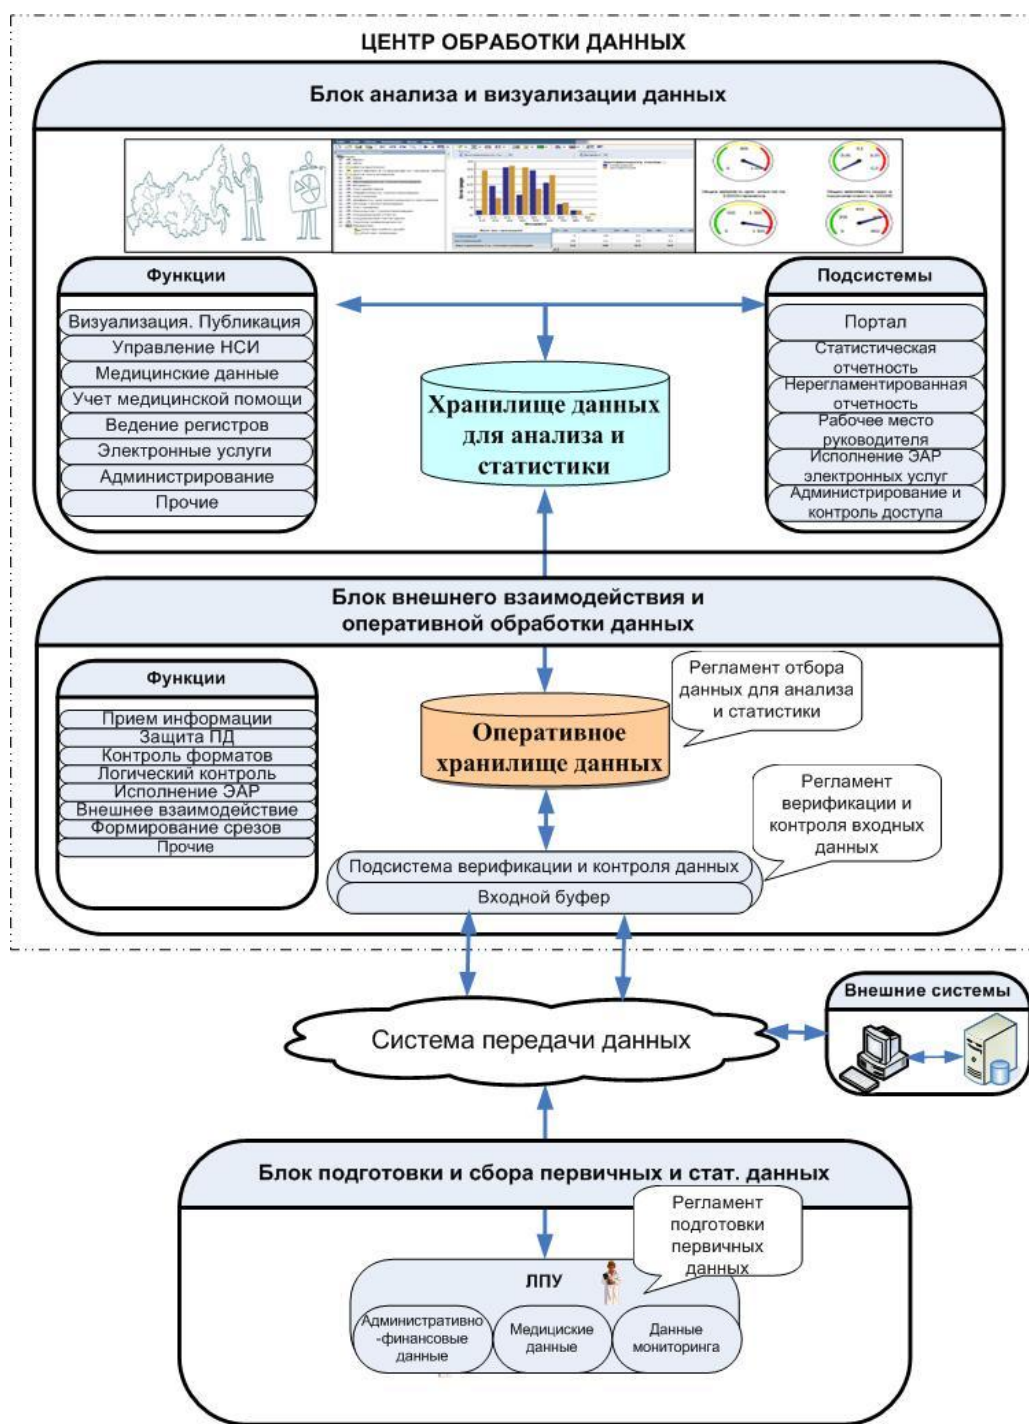 ЦЕНТР ОБРАБОТКИ ДАННЫХ
Блок анализа и визуализации данных
Функции
Визуализация. Публикация
Управление НСИ
Медицинские данные
Учет медицинской помощи
Ведение регистров
Электронные услуги
Администрирование
Прочие
Хранилище данных
для анализа и
статистики
Подсистемы
Портал
Статистическая
отчетность
Нерегламентированная
отчетность
Рабочее место
руководителя
Исполнение ЭАР
электронных услуг
Администрирование и
контроль доступа
Блок внешнего взаимодействия и
оперативной обработки данных
Функции
Прием информации
Защита ПД
Контроль форматов
Логический контроль
Исполнение ЭАР
Внешнее взаимодействие
Формирование срезов
Прочие
Оперативное
хранилище данных
Регламент отбора
данных для анализа
и статистики
Регламент
верификации и
контроля входных
данных
Подсистема верификации и контроля данных
Входной буфер
Система передачи данных
Внешние системы
Блок подготовки и сбора первичных и стат. данных
Регламент
подготовки
первичных
данных
ЛПУ
Административно
-финансовые
данные
Медициские
данные
Данные
мониторинга